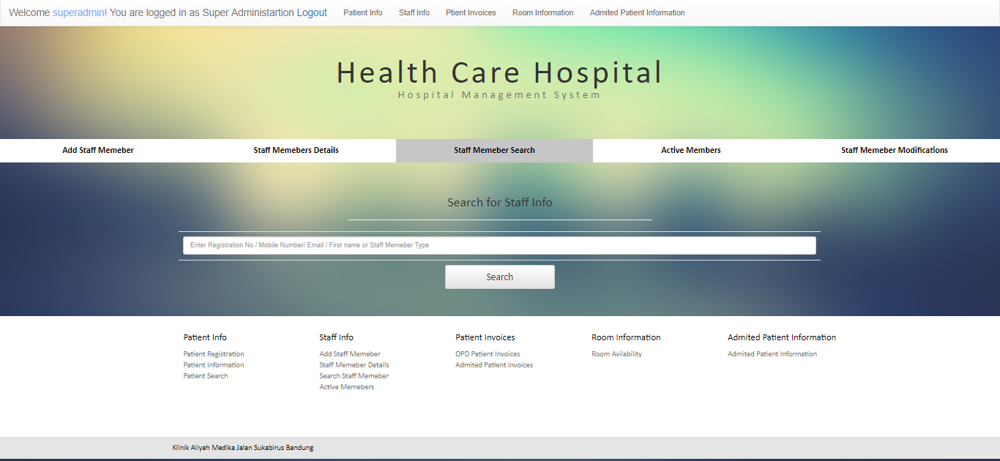 Welcome superadmin! You are logged in as Super Administartion Logout Patient Info Staff Info Ptient Invoices Room Information Admited Patient Information
Health Care Hospital
Hospital Management System
Add Staff Memeber Staff Memebers Details Staff Memeber Search Active Members Staff Memeber Modifications
Search for Staff Info
Enter Registration No / Mobile Number/ Email / First name or Staff Memeber Type
Search
Patient Info Staff Info Patient Invoices Room Information Admited Patient Information
Patient Registration Add Staff Memeber OPD Patient Invoices Room Avilability Admited Patient Information
Patient Information Staff Memeber Details Admited Patient Invoices
Patient Search Search Staff Memeber
Active Memebers
Klinik Aliyah Medika Jalan Sukabirus Bandung